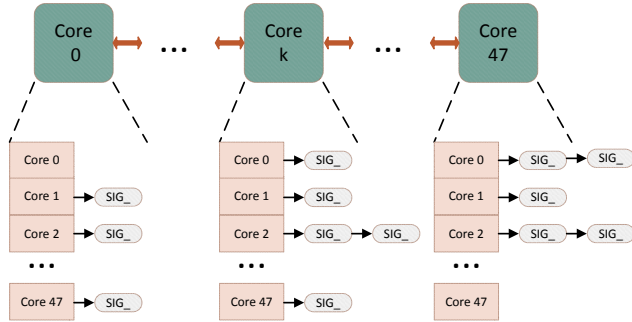 Core 0
...
Core k
...
Core 47
Core 0
Core 1 SIG_
Core 2 SIG_
...
Core 47 SIG_
Core 0 SIG_
Core 1 SIG_
Core 2 SIG_ SIG_
...
Core 47 SIG_
Core 0 SIG_ SIG_
Core 1 SIG_
Core 2 SIG_ SIG_
...
Core 47